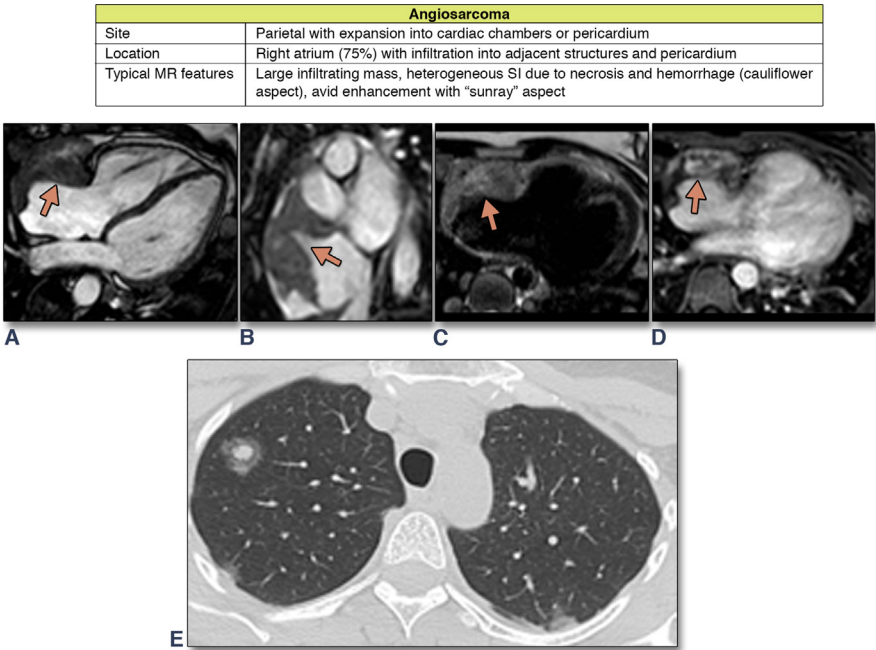 Angiosarcoma
Site Parietal with expansion into cardiac chambers or pericardium
Location Right atrium (75%) with infiltration into adjacent structures and pericardium
Typical MR features Large infiltrating mass, heterogeneous SI due to necrosis and hemorrhage (cauliflower
aspect), avid enhancement with “sunray” aspect
A B C D
E